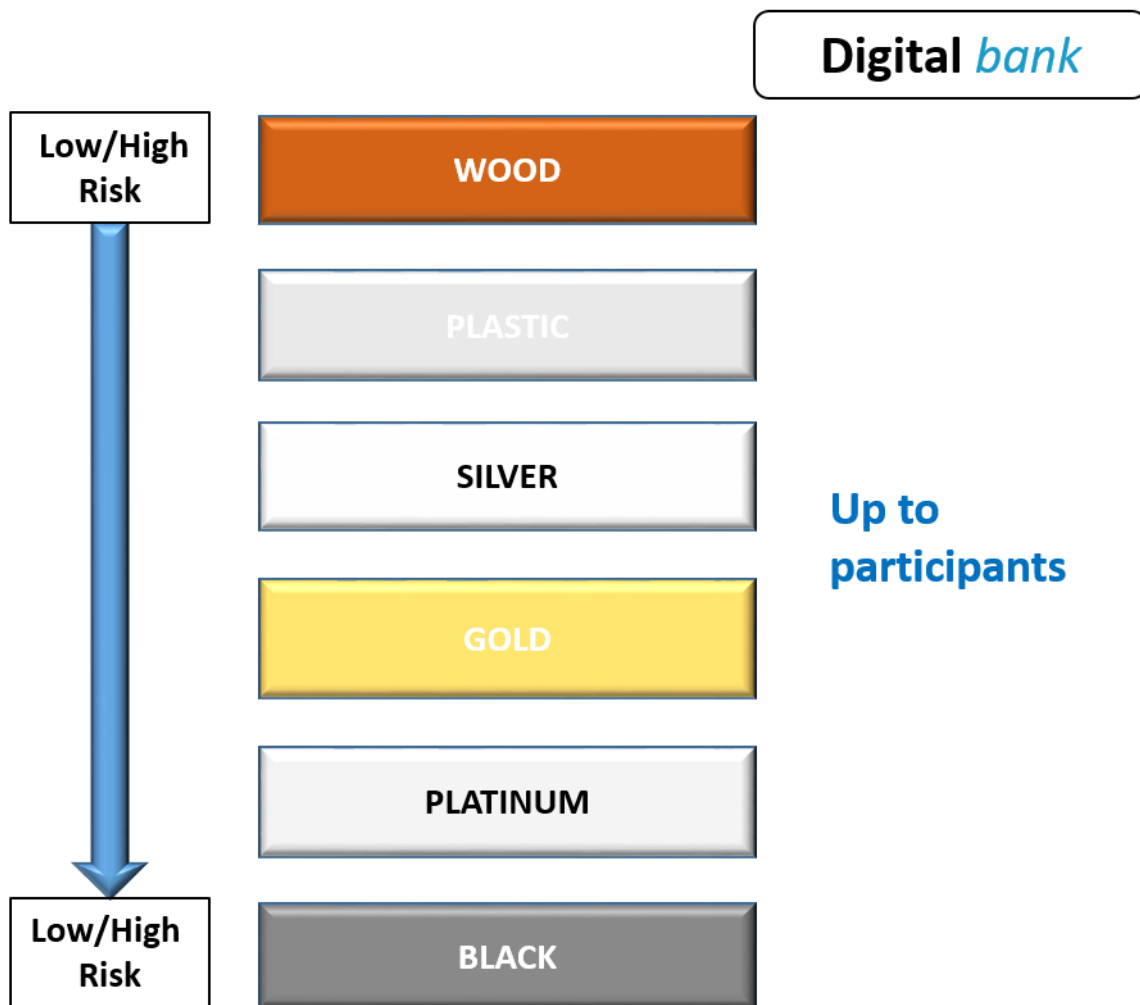 Digital bank
Low/High
Risk
WOOD
PLASTIC
SILVER
Up to
participants
GOLD
PLATINUM
Low/High
Risk
BLACK